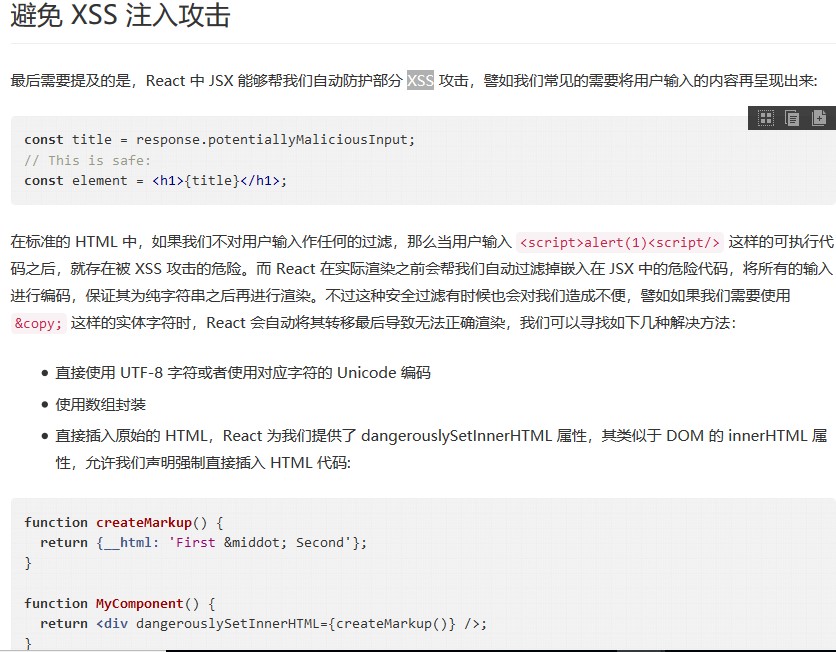 避免 XSS 注入攻击
最后需要提及的是，React 中 JSX 能够帮我们自动防护部分 XSS 攻击，譬如我们常见的需要将用户输入的内容再呈现出来:
const title = response.potentiallyMaliciousInput;
// This is safe:
const element = <h1>{title}</h1>;
在标准的 HTML 中，如果我们不对用户输入作任何的过滤，那么当用户输入 <script>alert(1)<script/> 这样的可执行代
码之后，就存在被 XSS 攻击的危险。而 React 在实际渲染之前会帮我们自动过滤掉嵌入在 JSX 中的危险代码，将所有的输入
进行编码，保证其为纯字符串之后再进行渲染。不过这种安全过滤有时候也会对我们造成不便，譬如如果我们需要使用
&copy; 这样的实体字符时，React 会自动将其转移最后导致无法正确渲染，我们可以寻找如下几种解决方法：
• 直接使用 UTF-8 字符或者使用对应字符的 Unicode 编码
• 使用数组封装
• 直接插入原始的 HTML，React 为我们提供了 dangerouslySetInnerHTML 属性，其类似于 DOM 的 innerHTML 属
性，允许我们声明强制直接插入 HTML 代码:
function createMarkup() {
  return {__html: 'First &middot; Second'};
}
function MyComponent() {
  return <div dangerouslySetInnerHTML={createMarkup()} />;
}